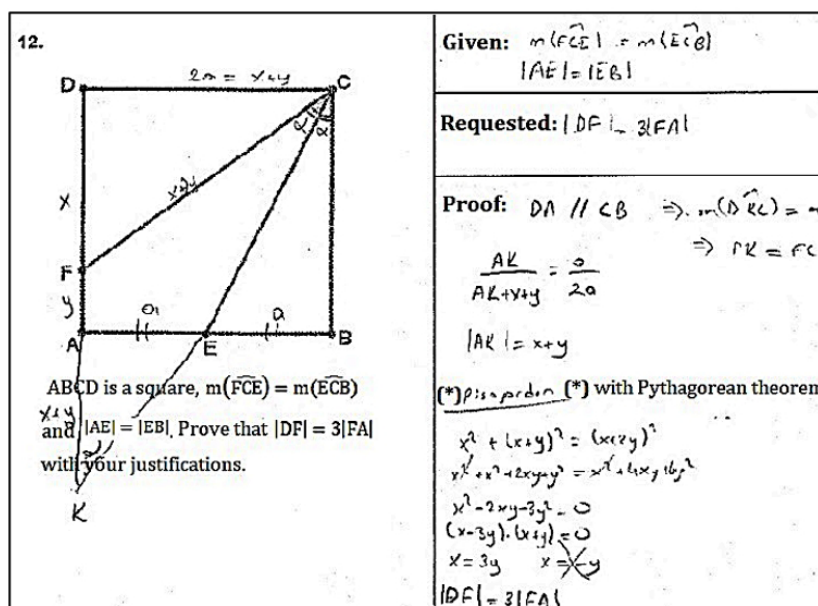 12.
2a = x+y
D
C
α
α
x+2y
x
F
y
a
a
A
E
B
ABCD is a square, m(FCE) = m(ECB)
x+y
and |AE| = |EB|. Prove that |DF| = 3|FA|
α
with your justifications.
K
Given: m(FCE) = m(ECB)
|AE| = |EB|
Requested: |DF| = 3|FA|
Proof: DA // CB ⇒ m(DKC) =
⇒ FK = FC
AK / AK+x+y = a / 2a
|AK| = x+y
(*) (*) with Pythagorean theorem
x² + (x+y)² = (x+2y)²
x² + x² + 2xy + y² = x² + 4xy + 4y²
x² - 2xy - 3y² = 0
(x-3y).(x+y) = 0
x = 3y x = -y
|DF| = 3|FA|